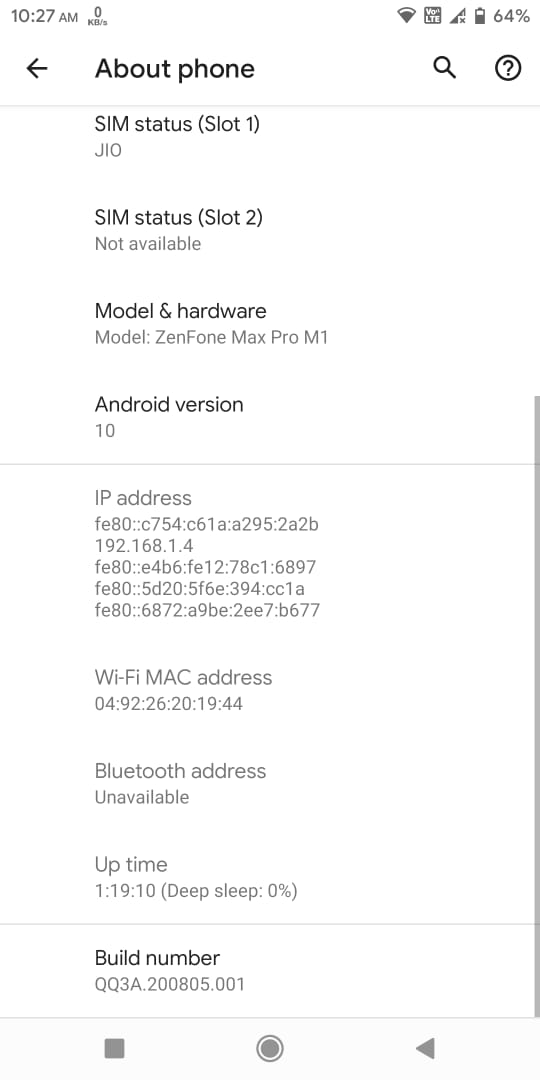 10:27 AM 0 KB/s VoLTE 64%
About phone
SIM status (Slot 1)
JIO
SIM status (Slot 2)
Not available
Model & hardware
Model: ZenFone Max Pro M1
Android version
10
IP address
fe80::c754:c61a:a295:2a2b
192.168.1.4
fe80::e4b6:fe12:78c1:6897
fe80::5d20:5f6e:394:cc1a
fe80::6872:a9be:2ee7:b677
Wi-Fi MAC address
04:92:26:20:19:44
Bluetooth address
Unavailable
Up time
1:19:10 (Deep sleep: 0%)
Build number
QQ3A.200805.001